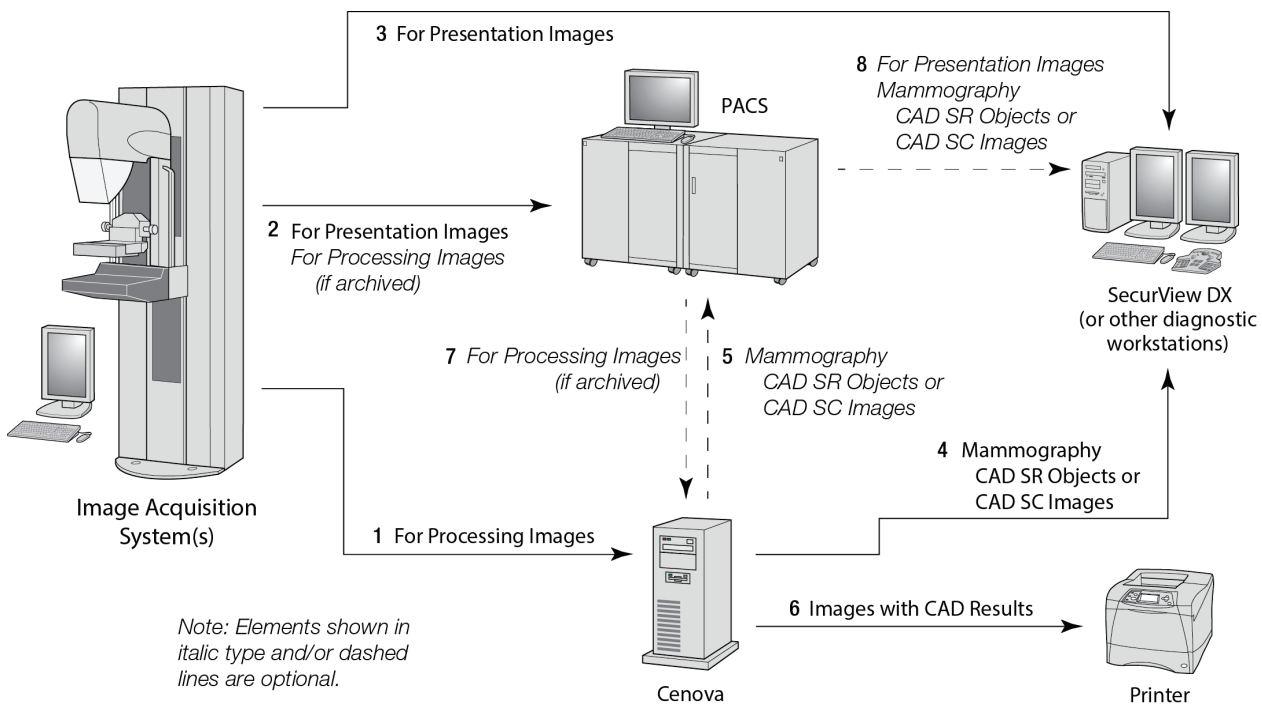 3 For Presentation Images
8 For Presentation Images
Mammography
CAD SR Objects or
CAD SC Images
PACS
2 For Presentation Images
For Processing Images
(if archived)
SecurView DX
(or other diagnostic
workstations)
7 For Processing Images
(if archived)
5 Mammography
CAD SR Objects or
CAD SC Images
4 Mammography
CAD SR Objects or
CAD SC Images
Image Acquisition
System(s)
1 For Processing Images
6 Images with CAD Results
Note: Elements shown in
italic type and/or dashed
lines are optional.
Cenova
Printer